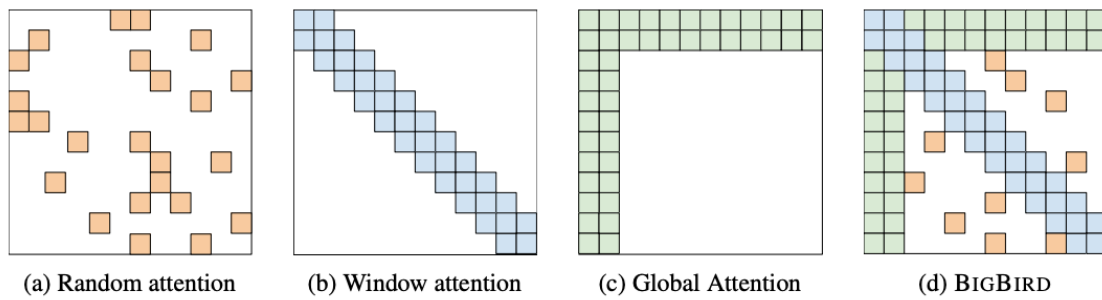 (a) Random attention
(b) Window attention
(c) Global Attention
(d) BIGBIRD